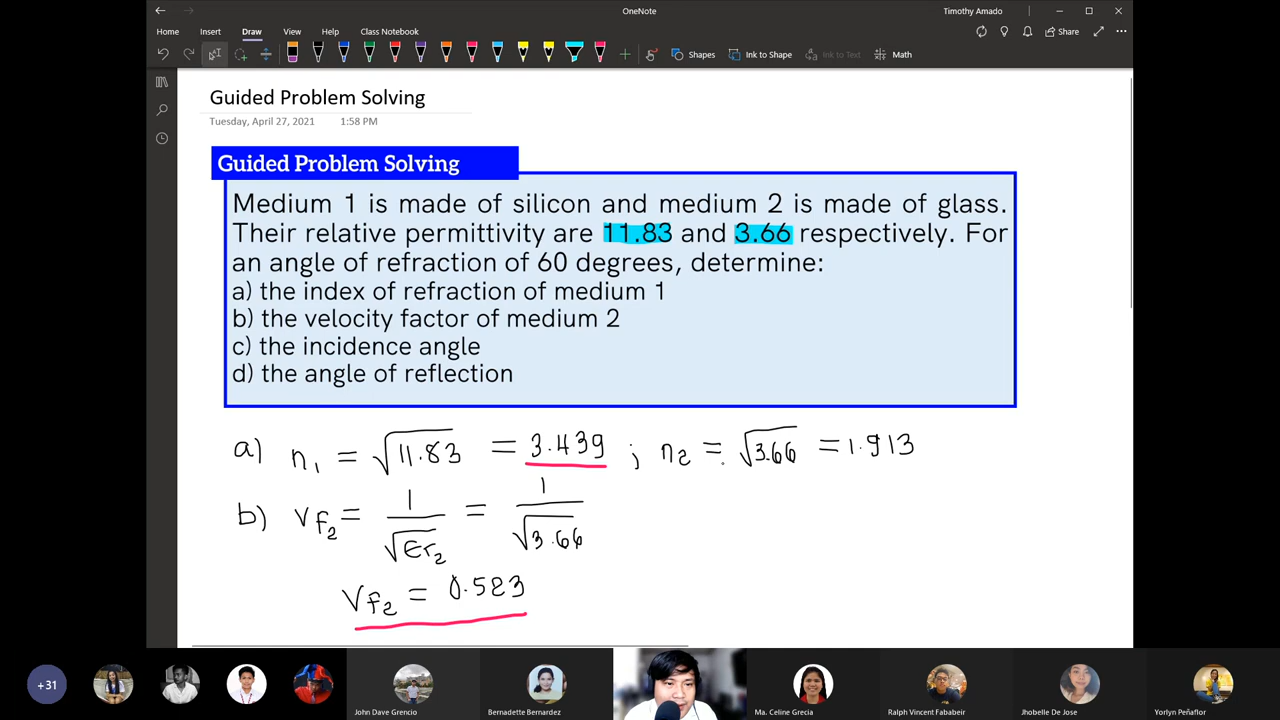 OneNote
Timothy Amado
Home Insert Draw View Help Class Notebook
Share
Shapes Ink to Shape Ink to Text Math
Guided Problem Solving
Tuesday, April 27, 2021 1:58 PM
Guided Problem Solving
Medium 1 is made of silicon and medium 2 is made of glass.
Their relative permittivity are 11.83 and 3.66 respectively. For
an angle of refraction of 60 degrees, determine:
a) the index of refraction of medium 1
b) the velocity factor of medium 2
c) the incidence angle
d) the angle of reflection
a) n₁ = √11.83 = 3.439 ; n₂ = √3.66 = 1.913
b) Vf₂ = 1/√Єr₂ = 1/√3.66
Vf₂ = 0.523
+31
John Dave Grencio Bernadette Bernardez Ma. Celine Grecia Ralph Vincent Fababeir Jhobelle De Jose Yorlyn Peñaflor